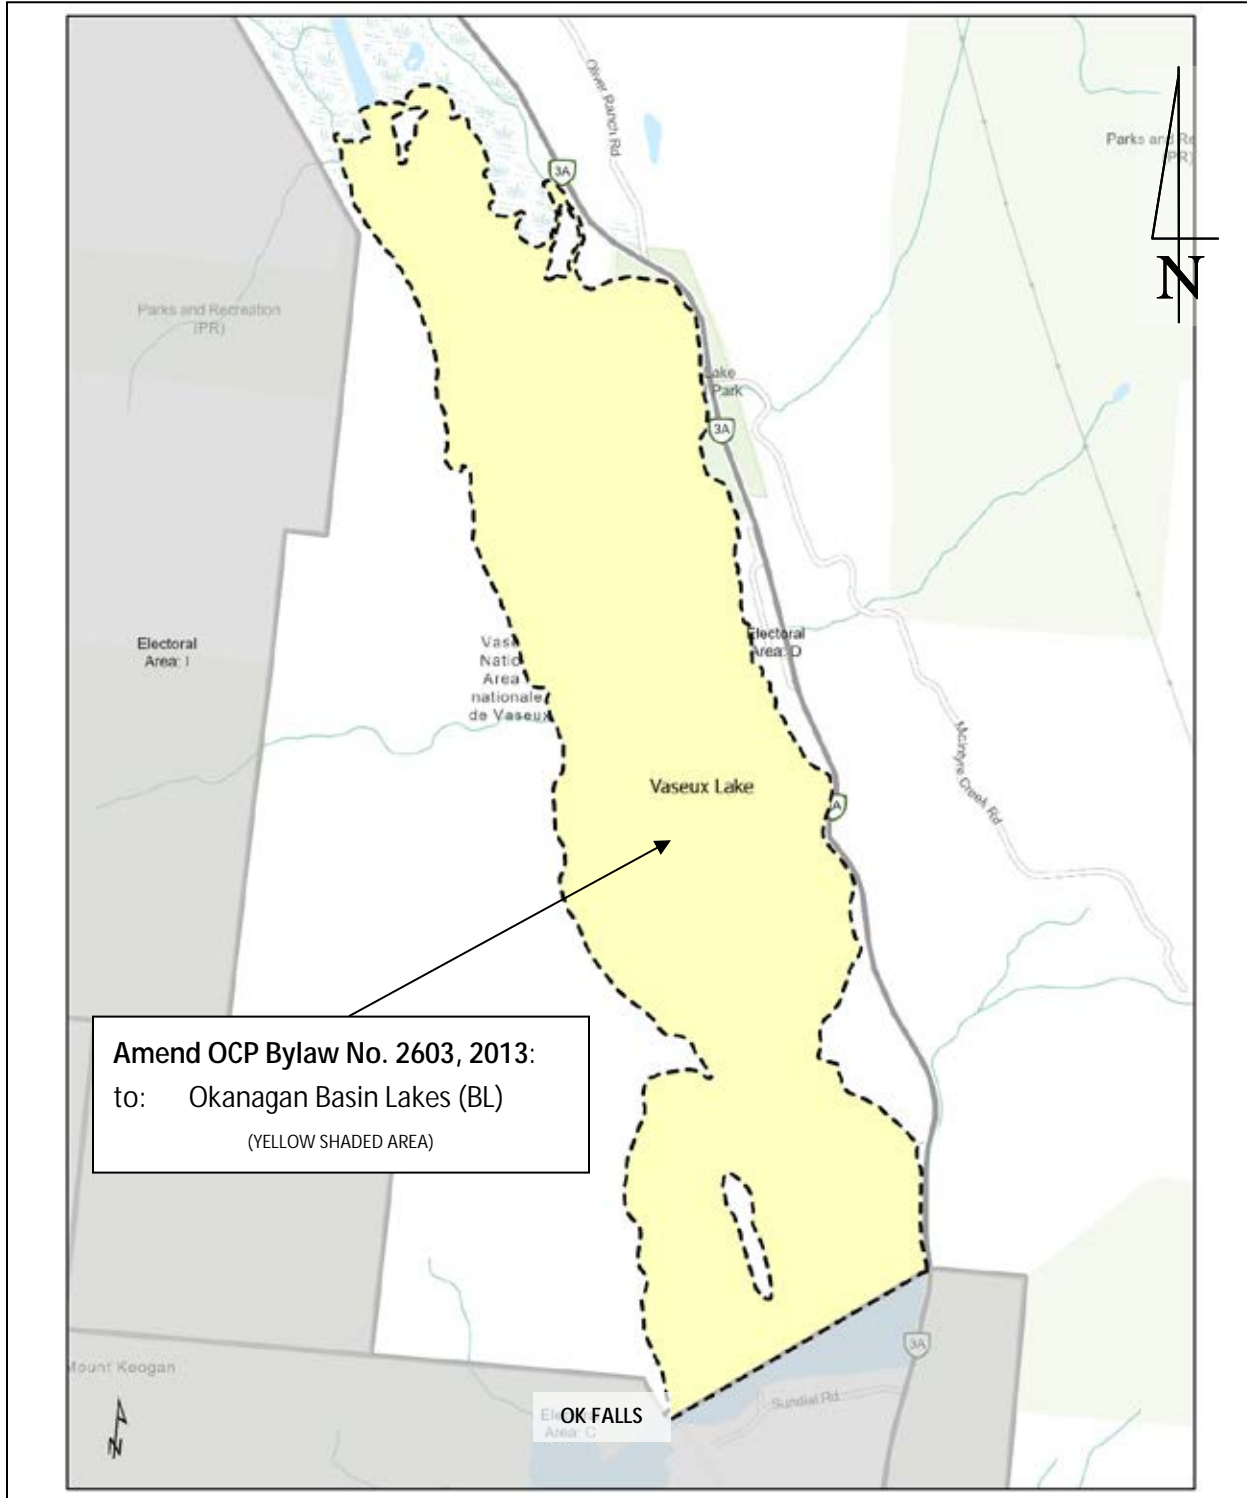 Oliver Ranch Rd
3A
Parks and Re
(PR)
N
Parks and Recreation
(PR)
Lake
Park
3A
Electoral
Area: I
Vase
Natio
Area
nationale
de Vaseux
Electoral
Area: D
McIntyre Creek Rd
Vaseux Lake
A
Amend OCP Bylaw No. 2603, 2013:
to: Okanagan Basin Lakes (BL)
(YELLOW SHADED AREA)
3A
Mount Keogan
Sundial Rd
OK FALLS
Area: C
N